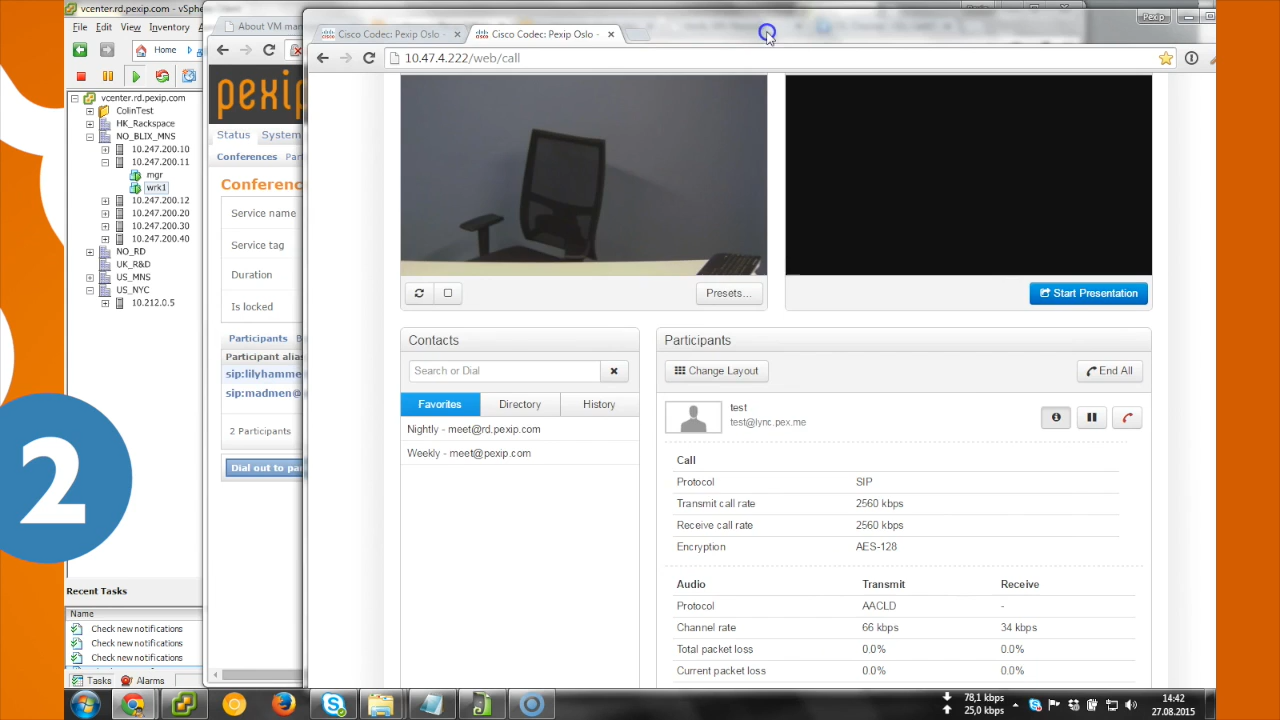 vcenter.rd.pexip.com - vSphe
File Edit View Inventory
Home
vcenter.rd.pexip.com
ColinTest
HK_Rackspace
NO_BLIX_MNS
10.247.200.10
10.247.200.11
mgr
wrk1
10.247.200.12
10.247.200.20
10.247.200.30
10.247.200.40
NO_RD
UK_R&D
US_MNS
US_NYC
10.212.0.5
Recent Tasks
Name
Check new notifications
Check new notifications
Check new notifications
Tasks Alarms
2
About VM man
pexip
Status System
Conferences Par
Conferenc
Service name
Service tag
Duration
Is locked
Participants B
Participant alias
sip:lilyhamme
sip:madmen@
2 Participants
Dial out to pa
Cisco Codec: Pexip Oslo - Cisco Codec: Pexip Oslo -
Pexip
10.47.4.222/web/call
Presets...
Start Presentation
Contacts
Search or Dial
Favorites Directory History
Nightly - meet@rd.pexip.com
Weekly - meet@pexip.com
Participants
Change Layout
End All
test
test@lync.pex.me
Call
Protocol SIP
Transmit call rate 2560 kbps
Receive call rate 2560 kbps
Encryption AES-128
Audio Transmit Receive
Protocol AACLD -
Channel rate 66 kbps 34 kbps
Total packet loss 0.0% 0.0%
Current packet loss 0.0% 0.0%
78,1 kbps
25,0 kbps
14:42
27.08.2015